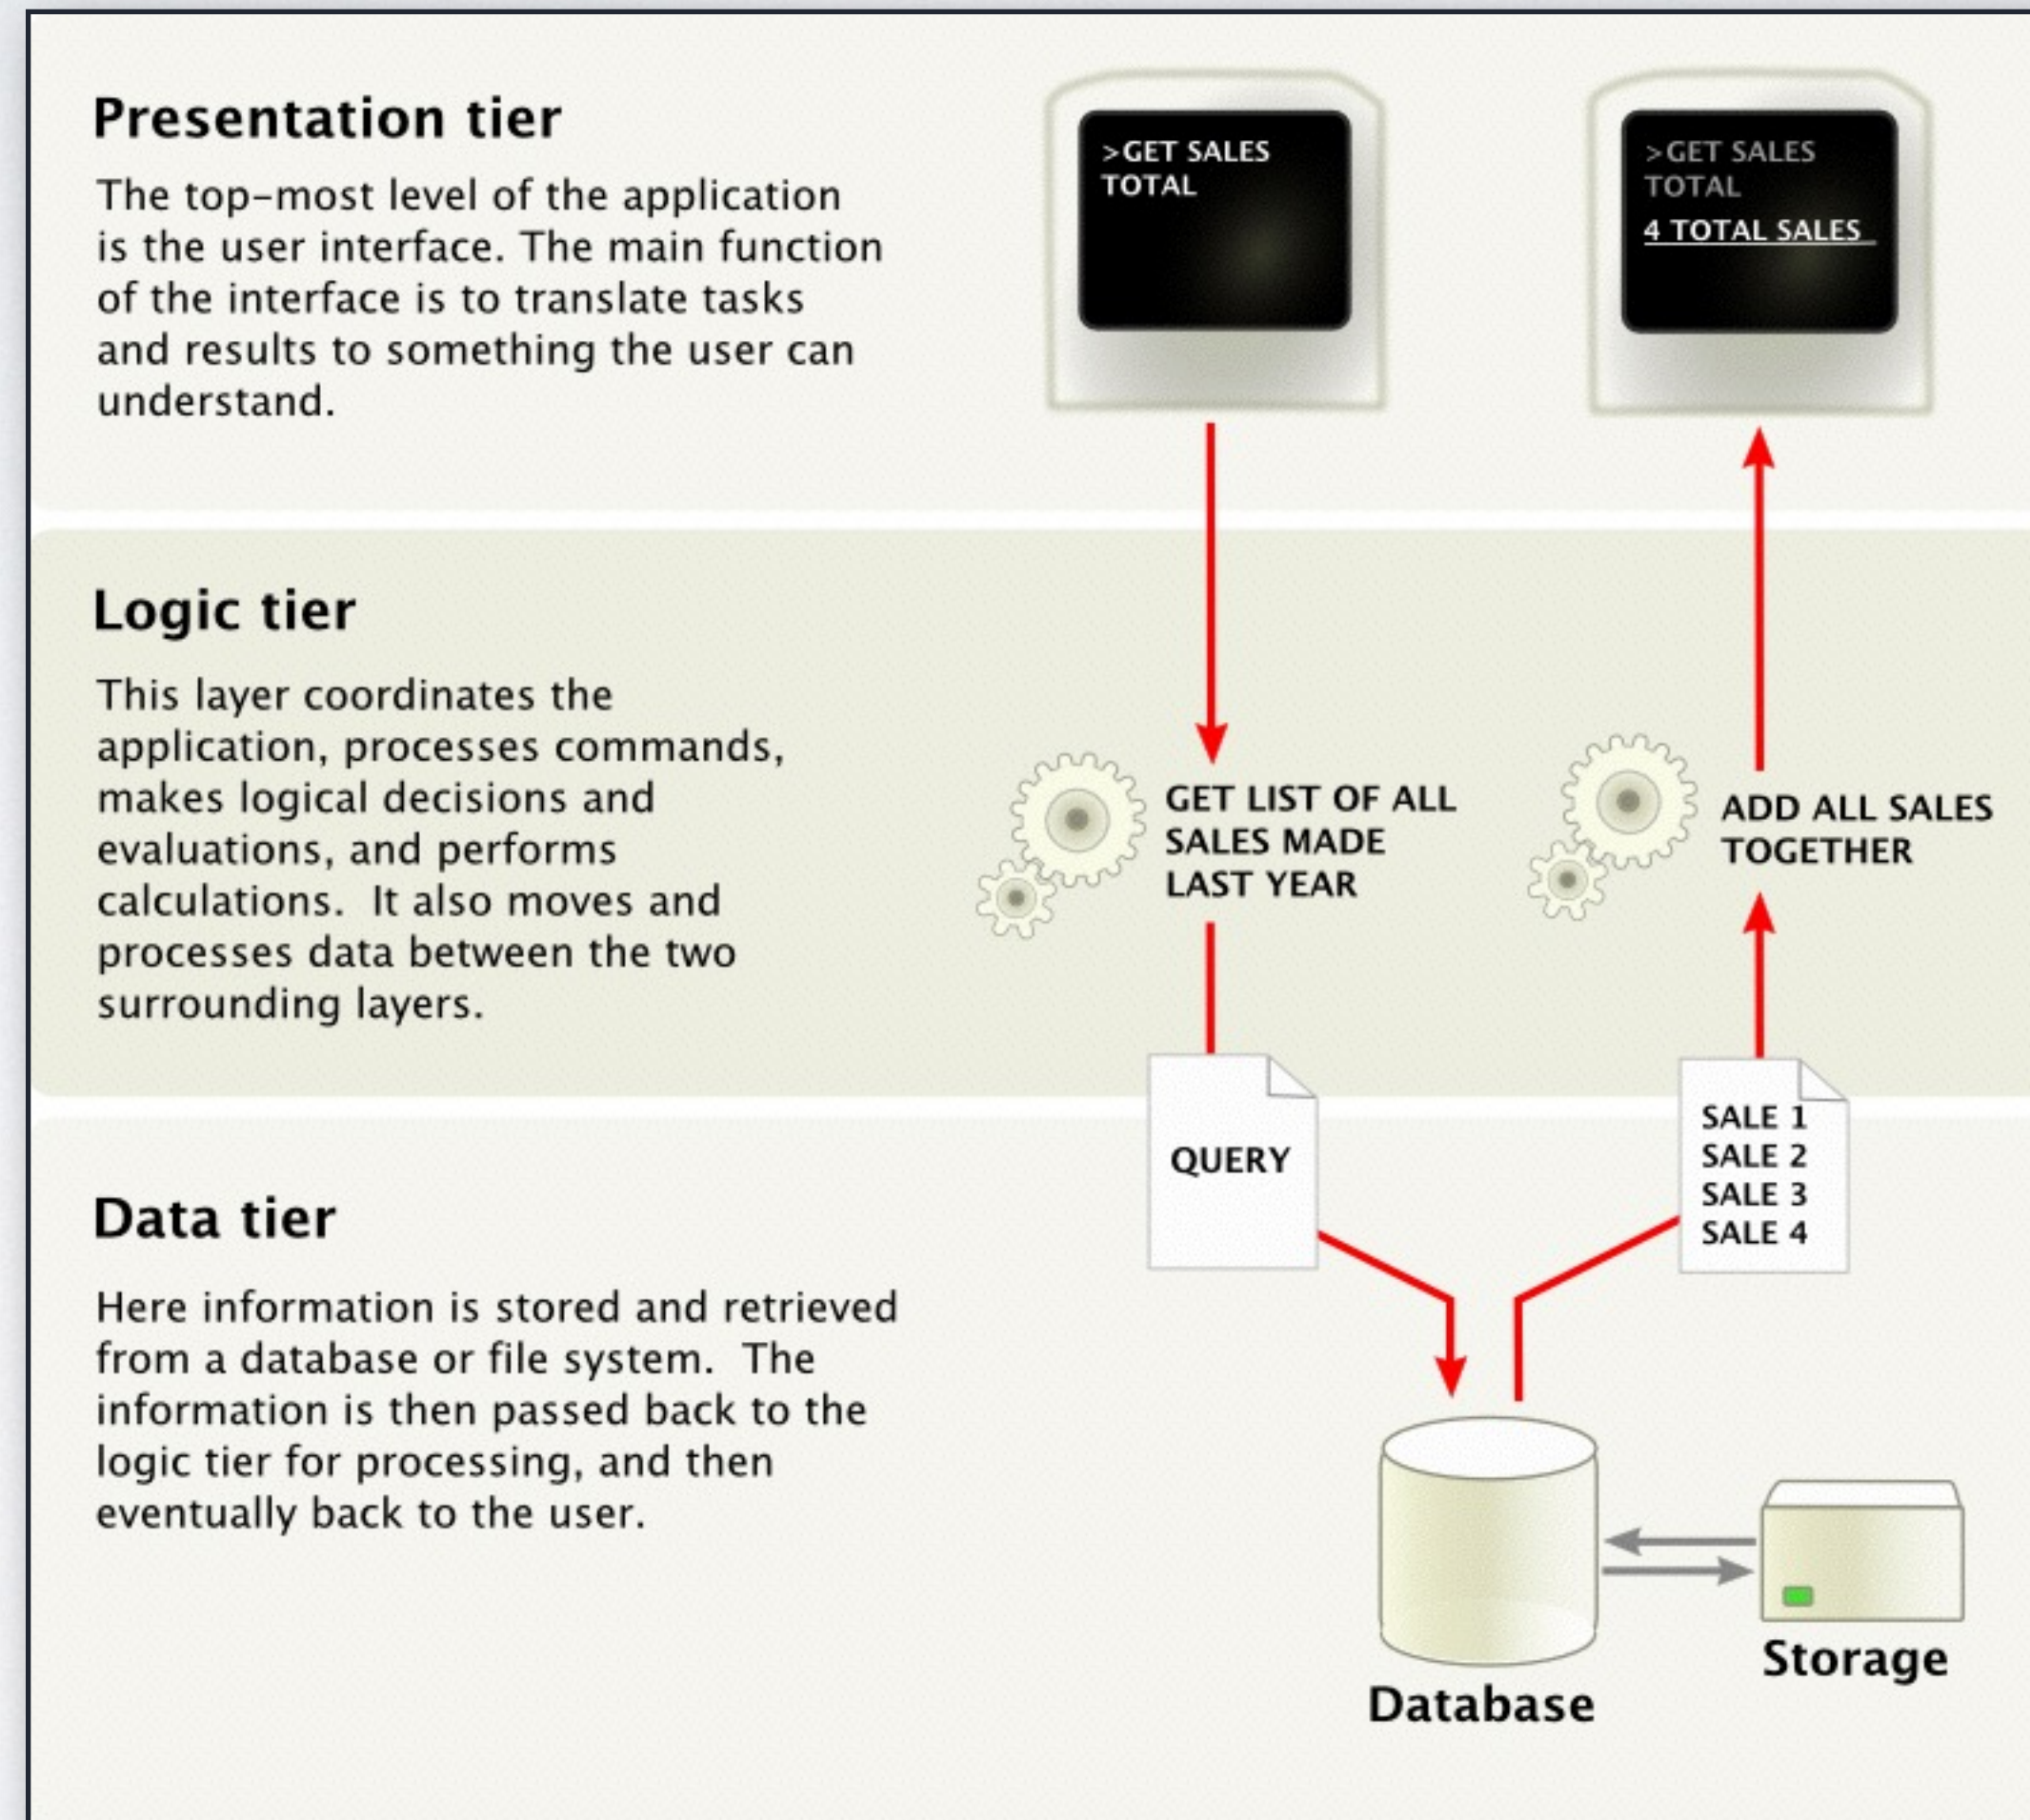 Presentation tier
The top-most level of the application
is the user interface. The main function
of the interface is to translate tasks
and results to something the user can
understand.
>GET SALES
TOTAL
>GET SALES
TOTAL
4 TOTAL SALES
Logic tier
This layer coordinates the
application, processes commands,
makes logical decisions and
evaluations, and performs
calculations.  It also moves and
processes data between the two
surrounding layers.
GET LIST OF ALL
SALES MADE
LAST YEAR
ADD ALL SALES
TOGETHER
Data tier
Here information is stored and retrieved
from a database or file system.  The
information is then passed back to the
logic tier for processing, and then
eventually back to the user.
QUERY
SALE 1
SALE 2
SALE 3
SALE 4
Database
Storage